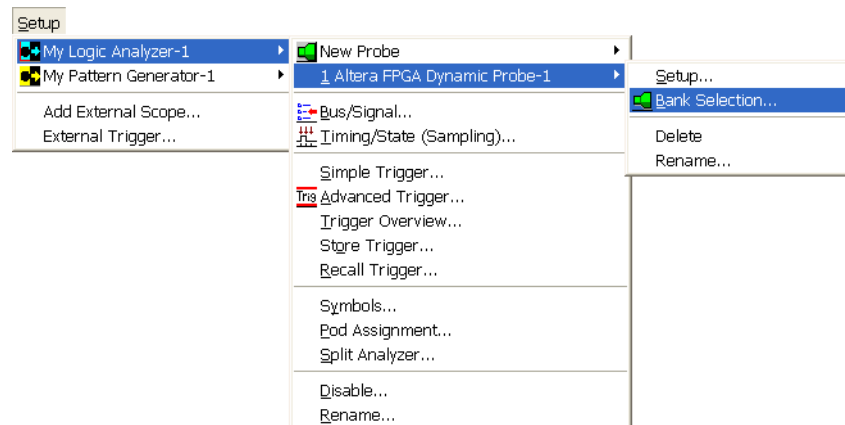 Setup
My Logic Analyzer-1
My Pattern Generator-1
Add External Scope...
External Trigger...
New Probe
1 Altera FPGA Dynamic Probe-1
Bus/Signal...
Timing/State (Sampling)...
Simple Trigger...
Trig Advanced Trigger...
Trigger Overview...
Store Trigger...
Recall Trigger...
Symbols...
Pod Assignment...
Split Analyzer...
Disable...
Rename...
Setup...
Bank Selection...
Delete
Rename...